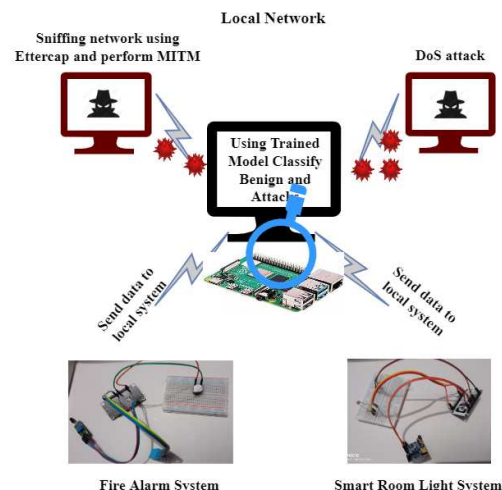 Local Network
Sniffing network using
Ettercap and perform MITM
DoS attack
Using Trained
Model Classify
Benign and
Attacks
Send data to
local system
Send data to
local system
Fire Alarm System
Smart Room Light System